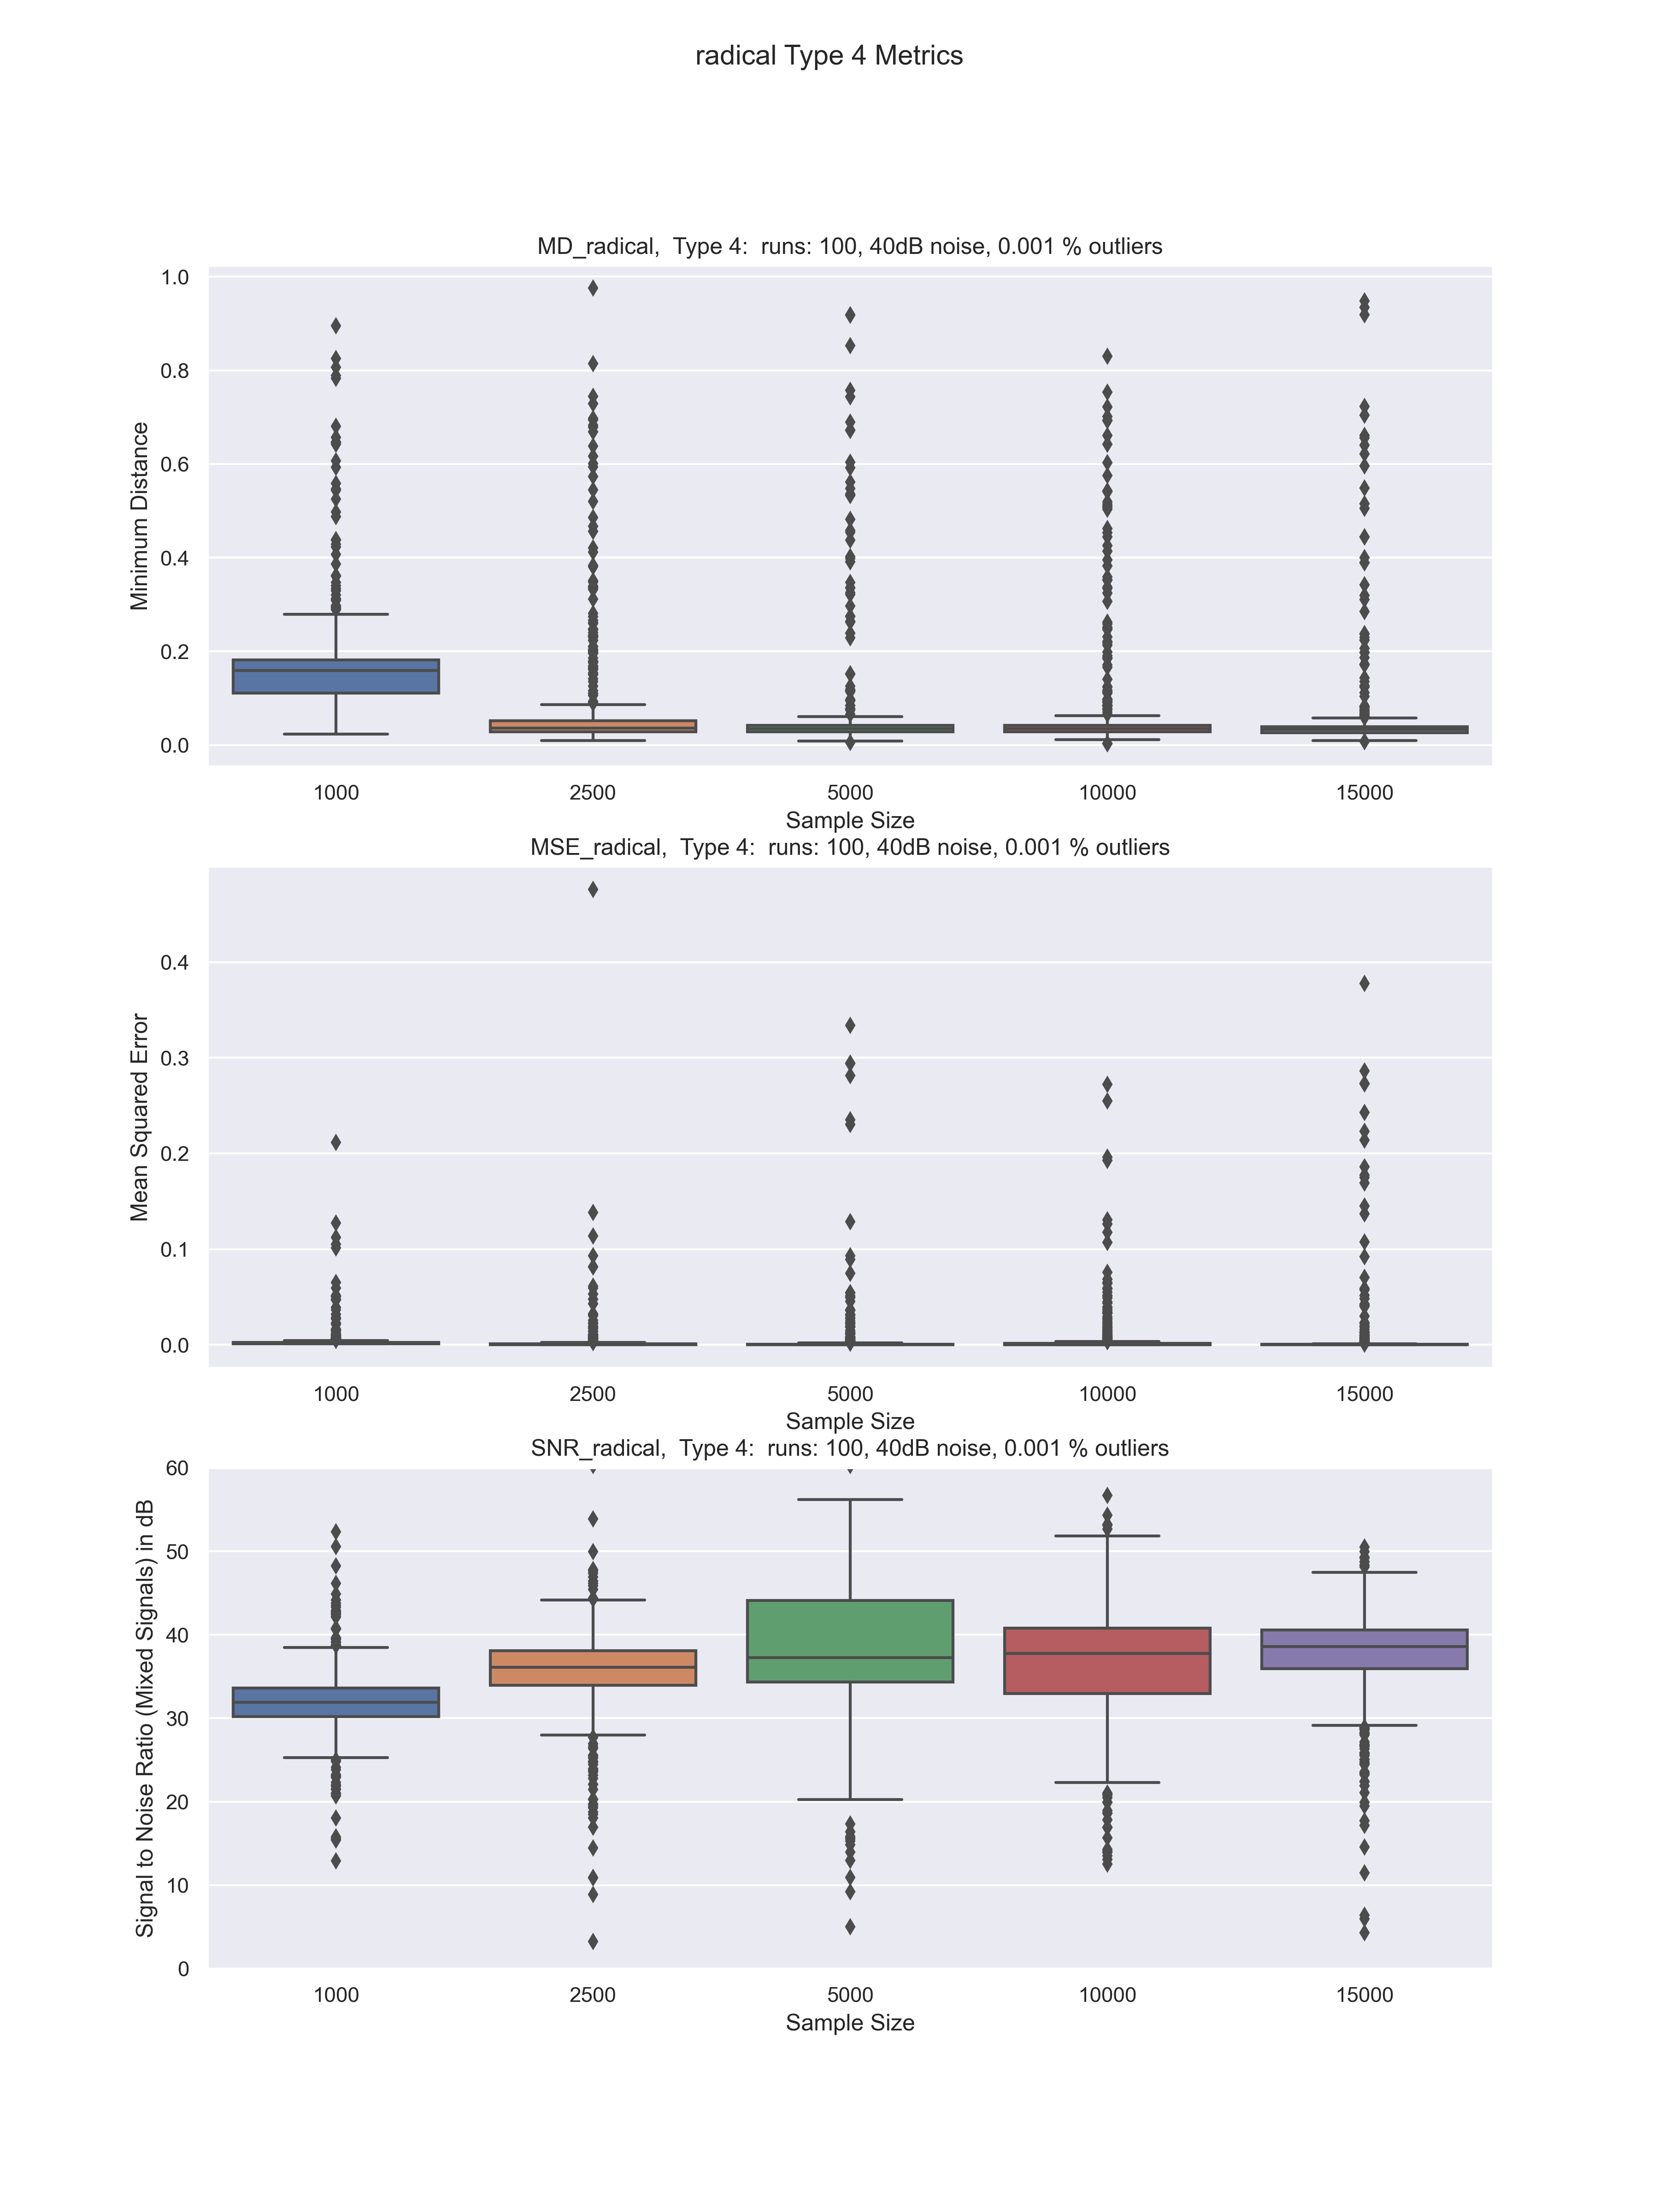 radical Type 4 Metrics
MD_radical,  Type 4:  runs: 100, 40dB noise, 0.001 % outliers
1.0
0.8
0.6
0.4
0.2
0.0
Minimum Distance
1000 2500 5000 10000 15000
Sample Size
MSE_radical,  Type 4:  runs: 100, 40dB noise, 0.001 % outliers
0.4
0.3
0.2
0.1
0.0
Mean Squared Error
1000 2500 5000 10000 15000
Sample Size
SNR_radical,  Type 4:  runs: 100, 40dB noise, 0.001 % outliers
60
50
40
30
20
10
0
Signal to Noise Ratio (Mixed Signals) in dB
1000 2500 5000 10000 15000
Sample Size